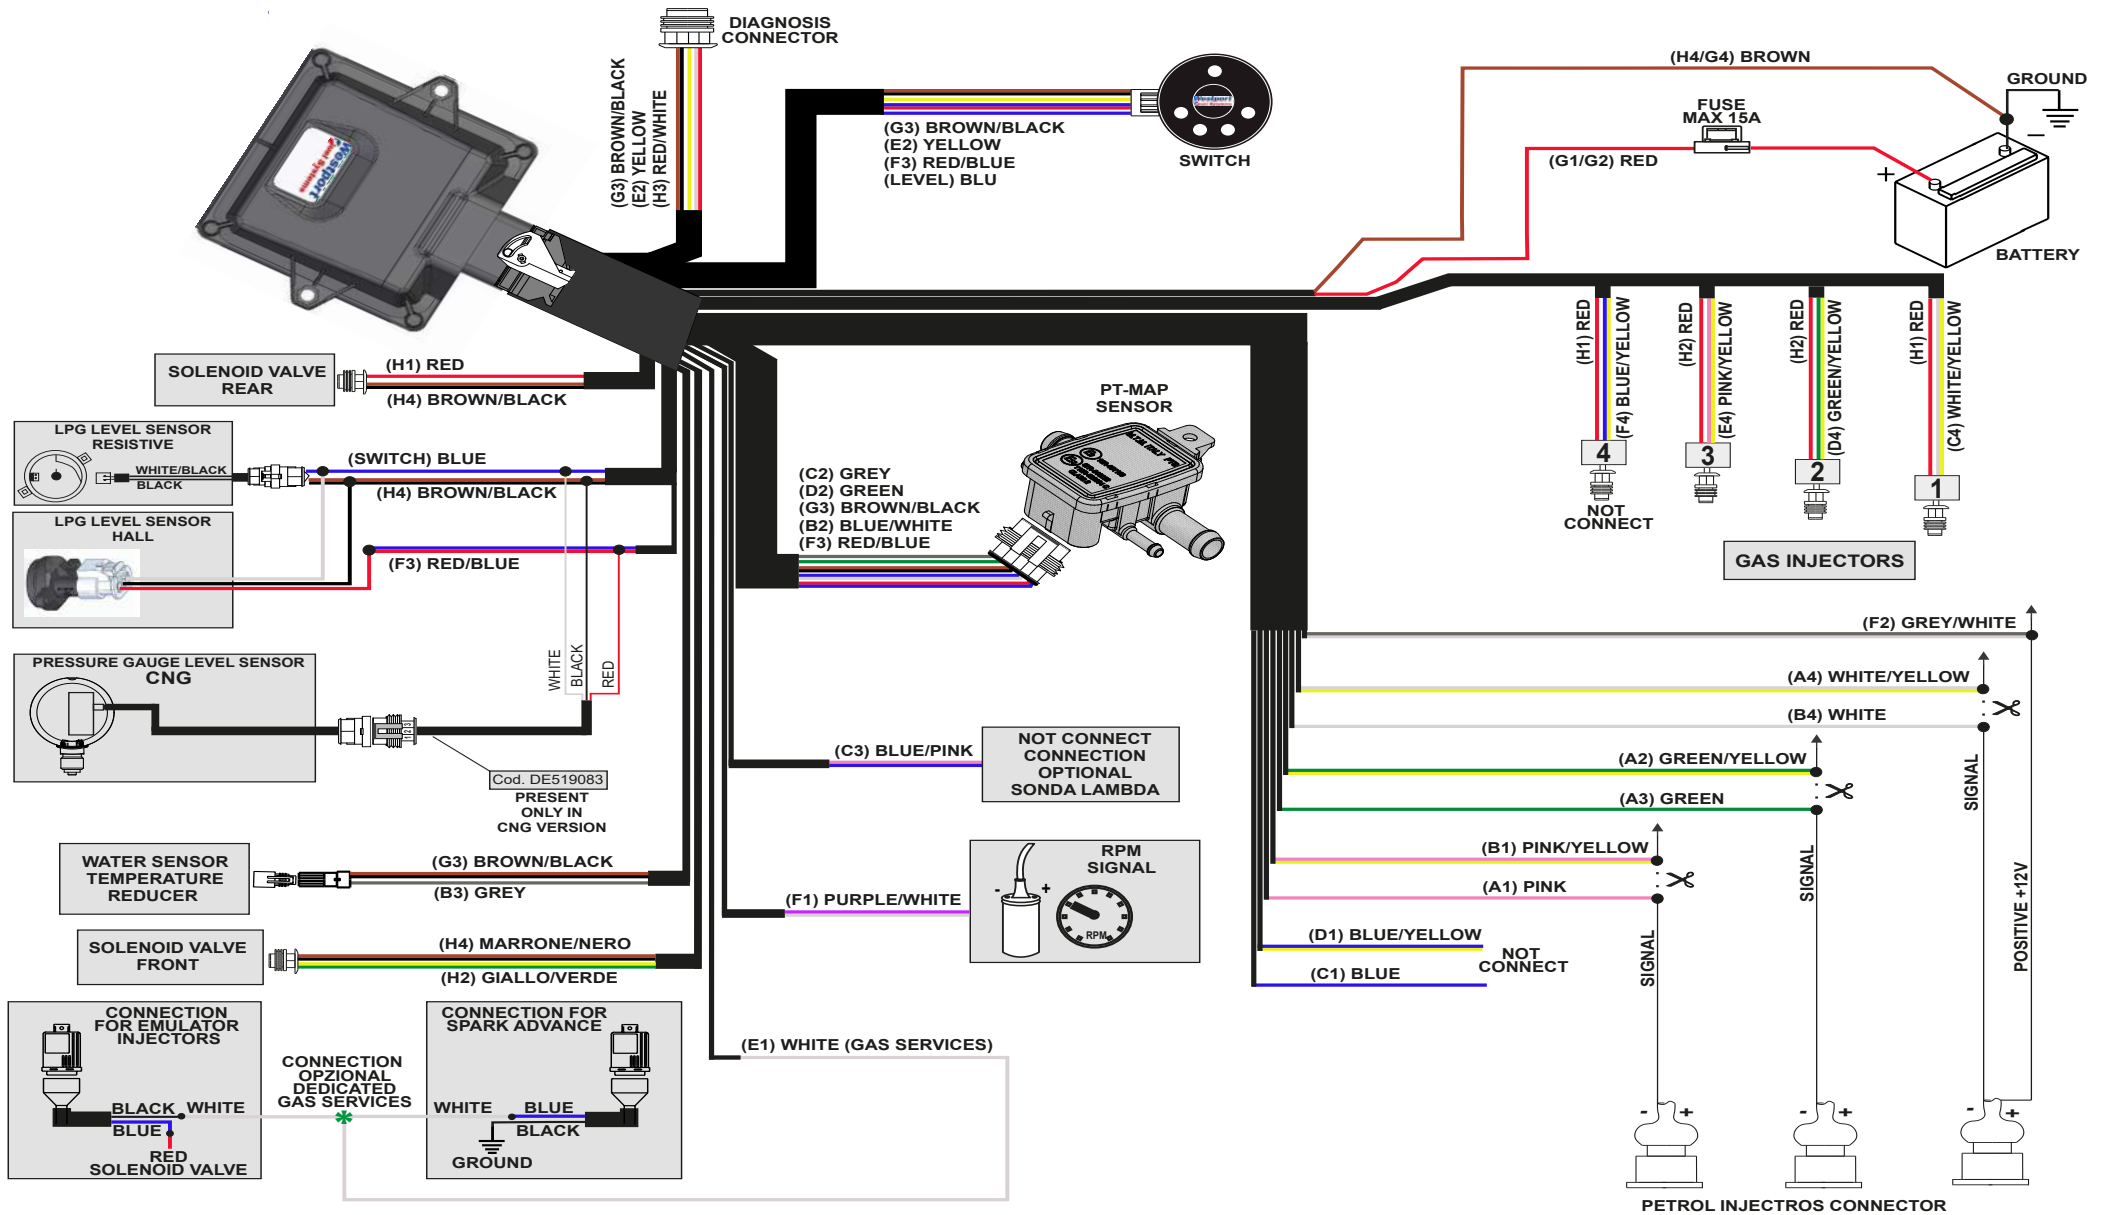 DIAGNOSIS
CONNECTOR
(G3) BROWN/BLACK
(E2) YELLOW
(H3) RED/WHITE
Westport
Fuel Systems
(G3) BROWN/BLACK
(E2) YELLOW
(F3) RED/BLUE
(LEVEL) BLU
Westport
Fuel Systems
SWITCH
(H4/G4) BROWN
GROUND
FUSE
MAX 15A
(G1/G2) RED
+
−
BATTERY
(H1) RED
(F4) BLUE/YELLOW
(H2) RED
(E4) PINK/YELLOW
(H2) RED
(D4) GREEN/YELLOW
(H1) RED
(C4) WHITE/YELLOW
4
3
2
1
NOT
CONNECT
GAS INJECTORS
SOLENOID VALVE
REAR
(H1) RED
(H4) BROWN/BLACK
LPG LEVEL SENSOR
RESISTIVE
WHITE/BLACK
BLACK
(SWITCH) BLUE
(H4) BROWN/BLACK
LPG LEVEL SENSOR
HALL
(F3) RED/BLUE
WHITE
BLACK
RED
PRESSURE GAUGE LEVEL SENSOR
CNG
1 2 3
Cod. DE519083
PRESENT
ONLY IN
CNG VERSION
PT-MAP
SENSOR
(C2) GREY
(D2) GREEN
(G3) BROWN/BLACK
(B2) BLUE/WHITE
(F3) RED/BLUE
(C3) BLUE/PINK
NOT CONNECT
CONNECTION
OPTIONAL
SONDA LAMBDA
RPM
SIGNAL
- +
RPM
(F1) PURPLE/WHITE
WATER SENSOR
TEMPERATURE
REDUCER
(G3) BROWN/BLACK
(B3) GREY
SOLENOID VALVE
FRONT
(H4) MARRONE/NERO
(H2) GIALLO/VERDE
CONNECTION
FOR EMULATOR
INJECTORS
BLACK
WHITE
BLUE
RED
SOLENOID VALVE
CONNECTION
OPZIONAL
DEDICATED
GAS SERVICES
CONNECTION FOR
SPARK ADVANCE
WHITE
BLUE
BLACK
GROUND
(E1) WHITE (GAS SERVICES)
(F2) GREY/WHITE
(A4) WHITE/YELLOW
(B4) WHITE
(A2) GREEN/YELLOW
(A3) GREEN
(B1) PINK/YELLOW
(A1) PINK
(D1) BLUE/YELLOW
(C1) BLUE
NOT
CONNECT
SIGNAL
SIGNAL
SIGNAL
POSITIVE +12V
- +
- +
- +
PETROL INJECTROS CONNECTOR